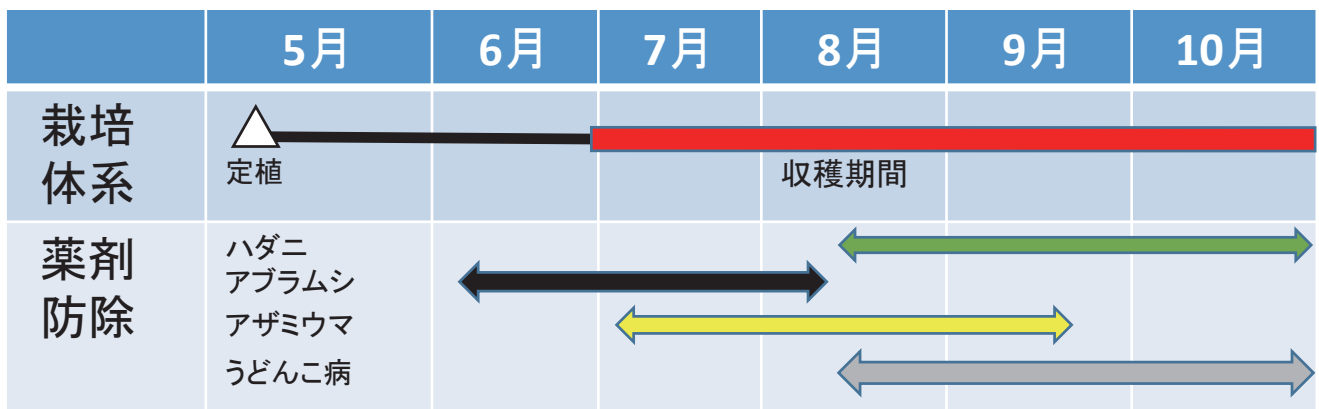 5月 6月 7月 8月 9月 10月
栽培
体系
定植
収穫期間
薬剤
防除
ハダニ
アブラムシ
アザミウマ
うどんこ病